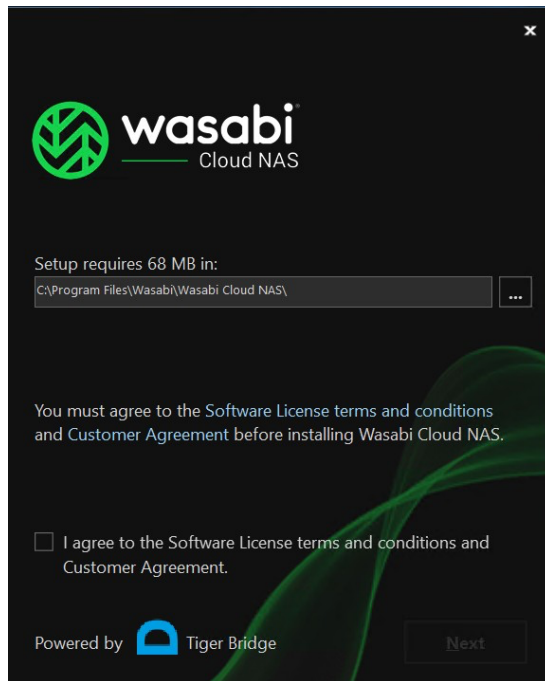 x
wasabi
Cloud NAS
Setup requires 68 MB in:
C:\Program Files\Wasabi\Wasabi Cloud NAS\
...
You must agree to the Software License terms and conditions
and Customer Agreement before installing Wasabi Cloud NAS.
I agree to the Software License terms and conditions and
Customer Agreement.
Powered by Tiger Bridge
Next